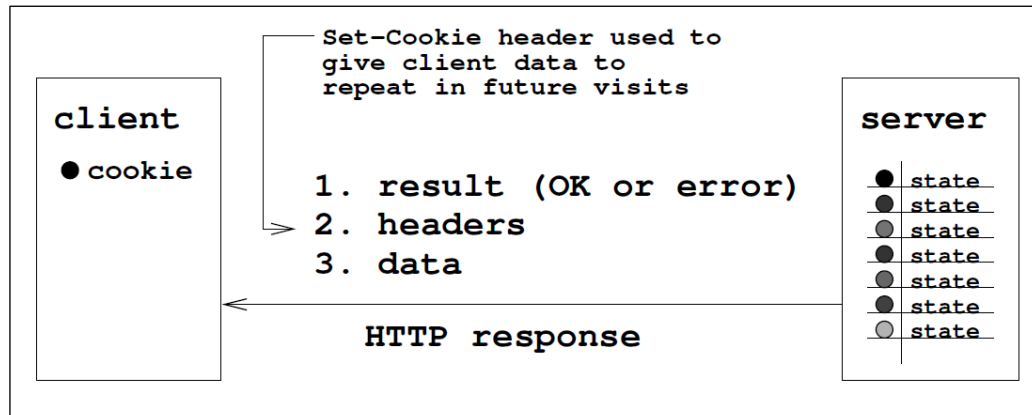 Set-Cookie header used to
give client data to
repeat in future visits
client
cookie
1. result (OK or error)
2. headers
3. data
HTTP response
server
state
state
state
state
state
state
state